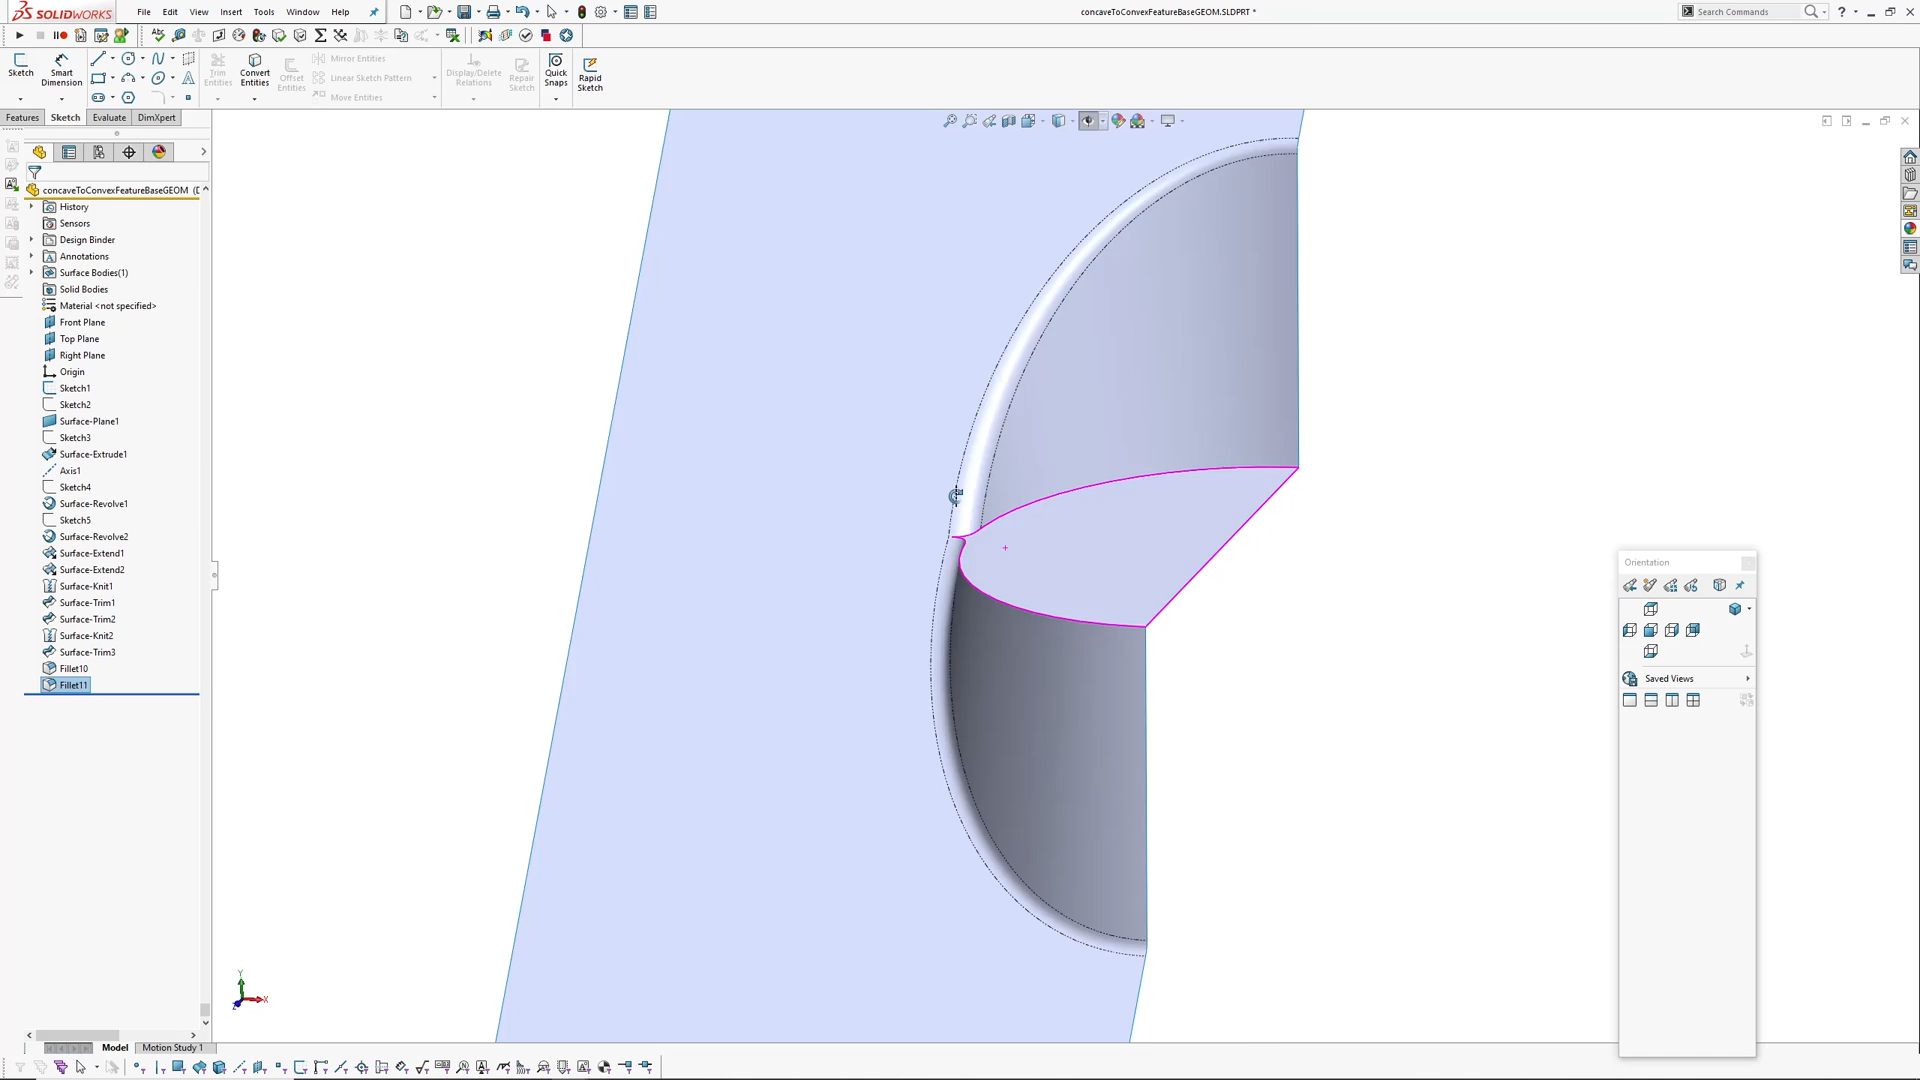 SOLIDWORKS
File Edit View Insert Tools Window Help
concaveToConvexFeatureBaseGEOM.SLDPRT *
Search Commands
Sketch
Smart Dimension
Trim Entities
Convert Entities
Offset Entities
Mirror Entities
Linear Sketch Pattern
Move Entities
Display/Delete Relations
Repair Sketch
Quick Snaps
Rapid Sketch
Features Sketch Evaluate DimXpert
concaveToConvexFeatureBaseGEOM (D
History
Sensors
Design Binder
Annotations
Surface Bodies(1)
Solid Bodies
Material <not specified>
Front Plane
Top Plane
Right Plane
Origin
Sketch1
Sketch2
Surface-Plane1
Sketch3
Surface-Extrude1
Axis1
Sketch4
Surface-Revolve1
Sketch5
Surface-Revolve2
Surface-Extend1
Surface-Extend2
Surface-Knit1
Surface-Trim1
Surface-Trim2
Surface-Knit2
Surface-Trim3
Fillet10
Fillet11
Orientation
Saved Views
Y
X
Z
Model Motion Study 1